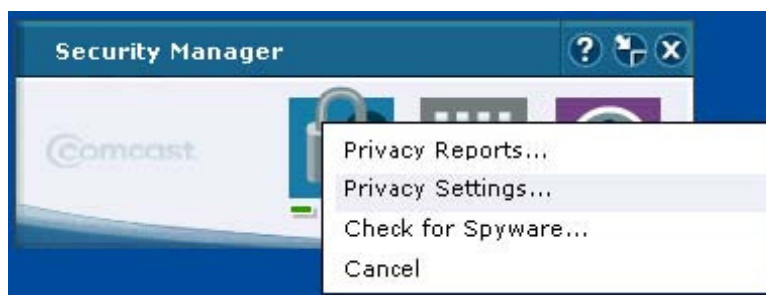 Security Manager
?
X
Comcast
Privacy Reports...
Privacy Settings...
Check for Spyware...
Cancel